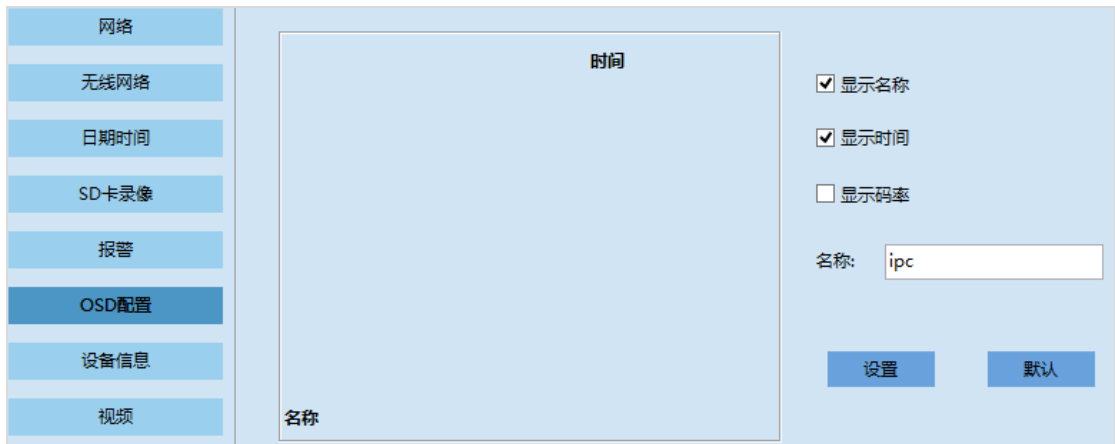 网络
无线网络
日期时间
SD卡录像
报警
OSD配置
设备信息
视频
时间
名称
显示名称
显示时间
显示码率
名称: ipc
设置 默认